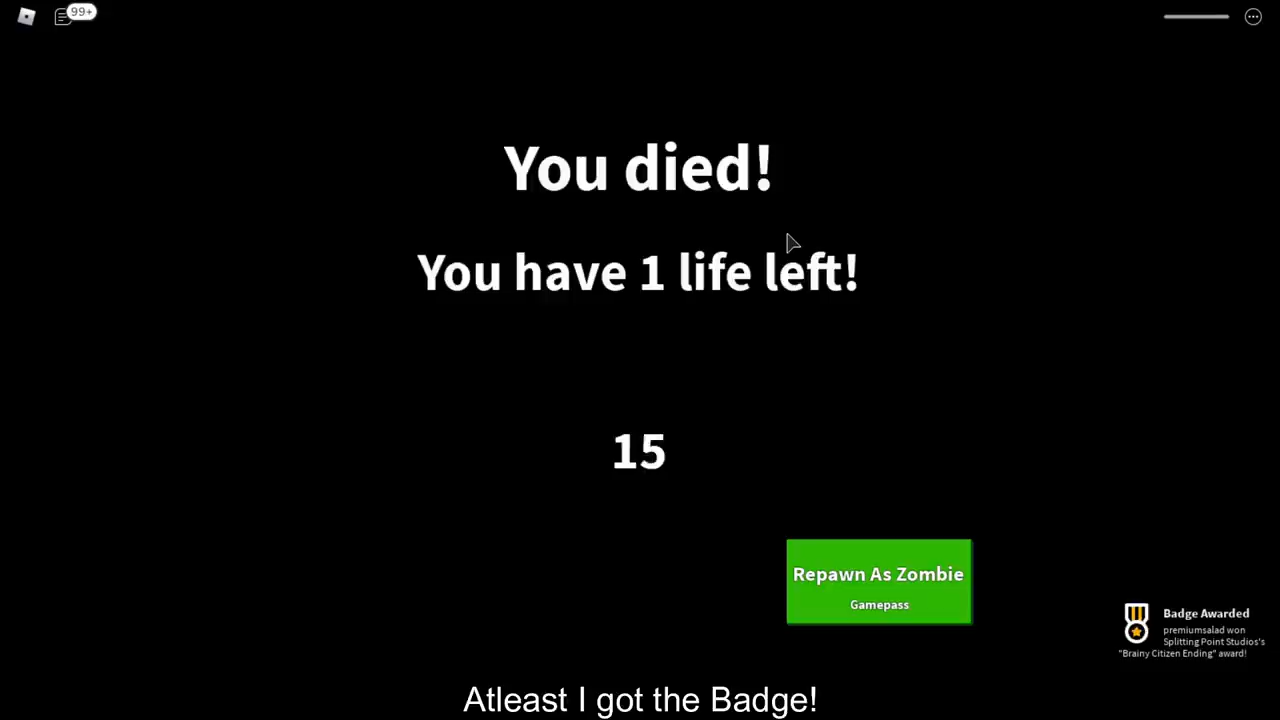 99+
You died!
You have 1 life left!
15
Repawn As Zombie
Gamepass
Badge Awarded
premiumsalad won
Splitting Point Studios's
"Brainy Citizen Ending" award!
Atleast I got the Badge!